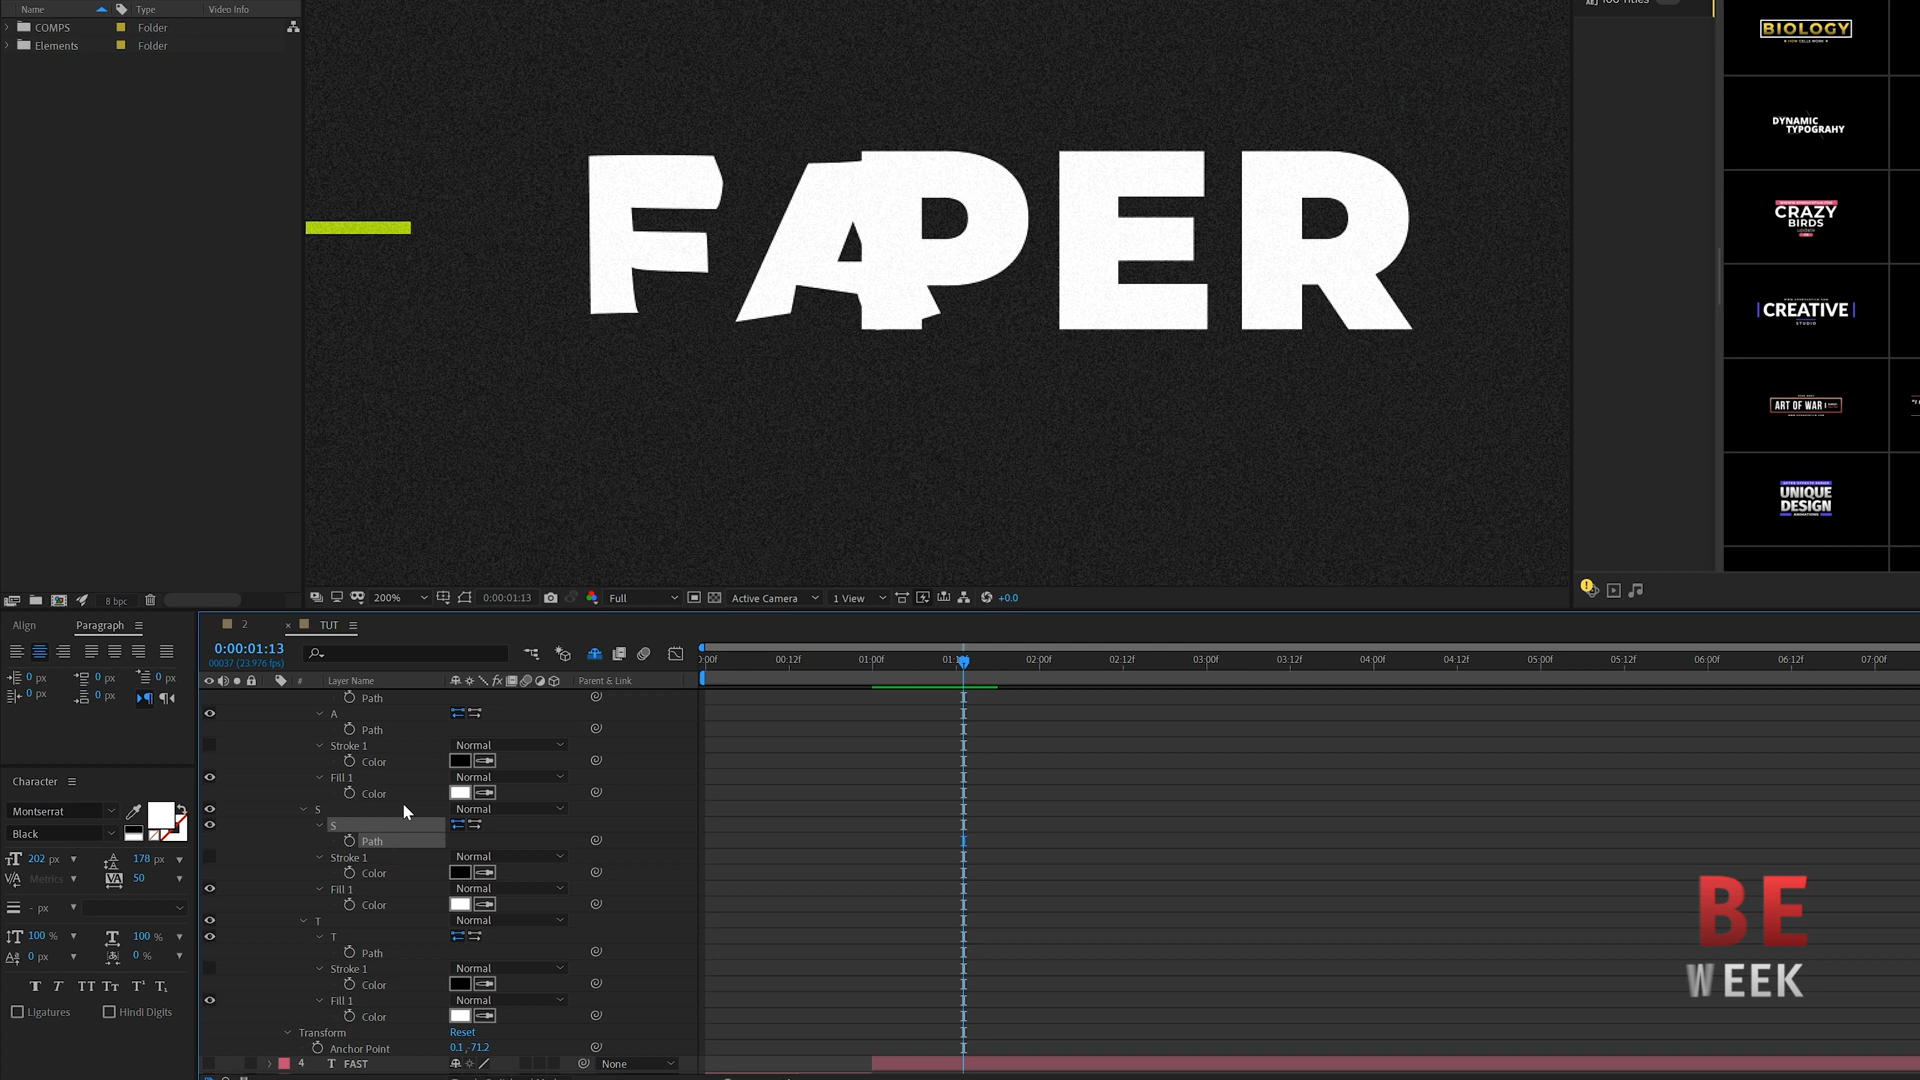 Name Type Video Info
COMPS Folder
Elements Folder
8 bpc
FAPER
BIOLOGY
DYNAMIC
TYPOGRAHY
CRAZY
BIRDS
CREATIVE
STUDIO
ART OF WAR
UNIQUE
DESIGN
200% 0:00:01:13 Full Active Camera 1 View +0.0
Align Paragraph
0 px 0 px 0 px
0 px 0 px
Character
Montserrat
Black
202 px 178 px
Metrics 50
- px
100 % 100 %
0 px 0 %
Ligatures Hindi Digits
2 TUT
0:00:01:13
00037 (23.976 fps)
:00f 00:12f 01:00f 02:00f 02:12f 03:00f 03:12f 04:00f 04:12f 05:00f 05:12f 06:00f 06:12f 07:00f
# Layer Name Parent & Link
Path
A
Path
Stroke 1 Normal
Color
Fill 1 Normal
Color
S Normal
S
Path
Stroke 1 Normal
Color
Fill 1 Normal
Color
T Normal
T
Path
Stroke 1 Normal
Color
Fill 1 Normal
Color
Transform Reset
Anchor Point 0.1,-71.2
4 T FAST None
BE
WEEK